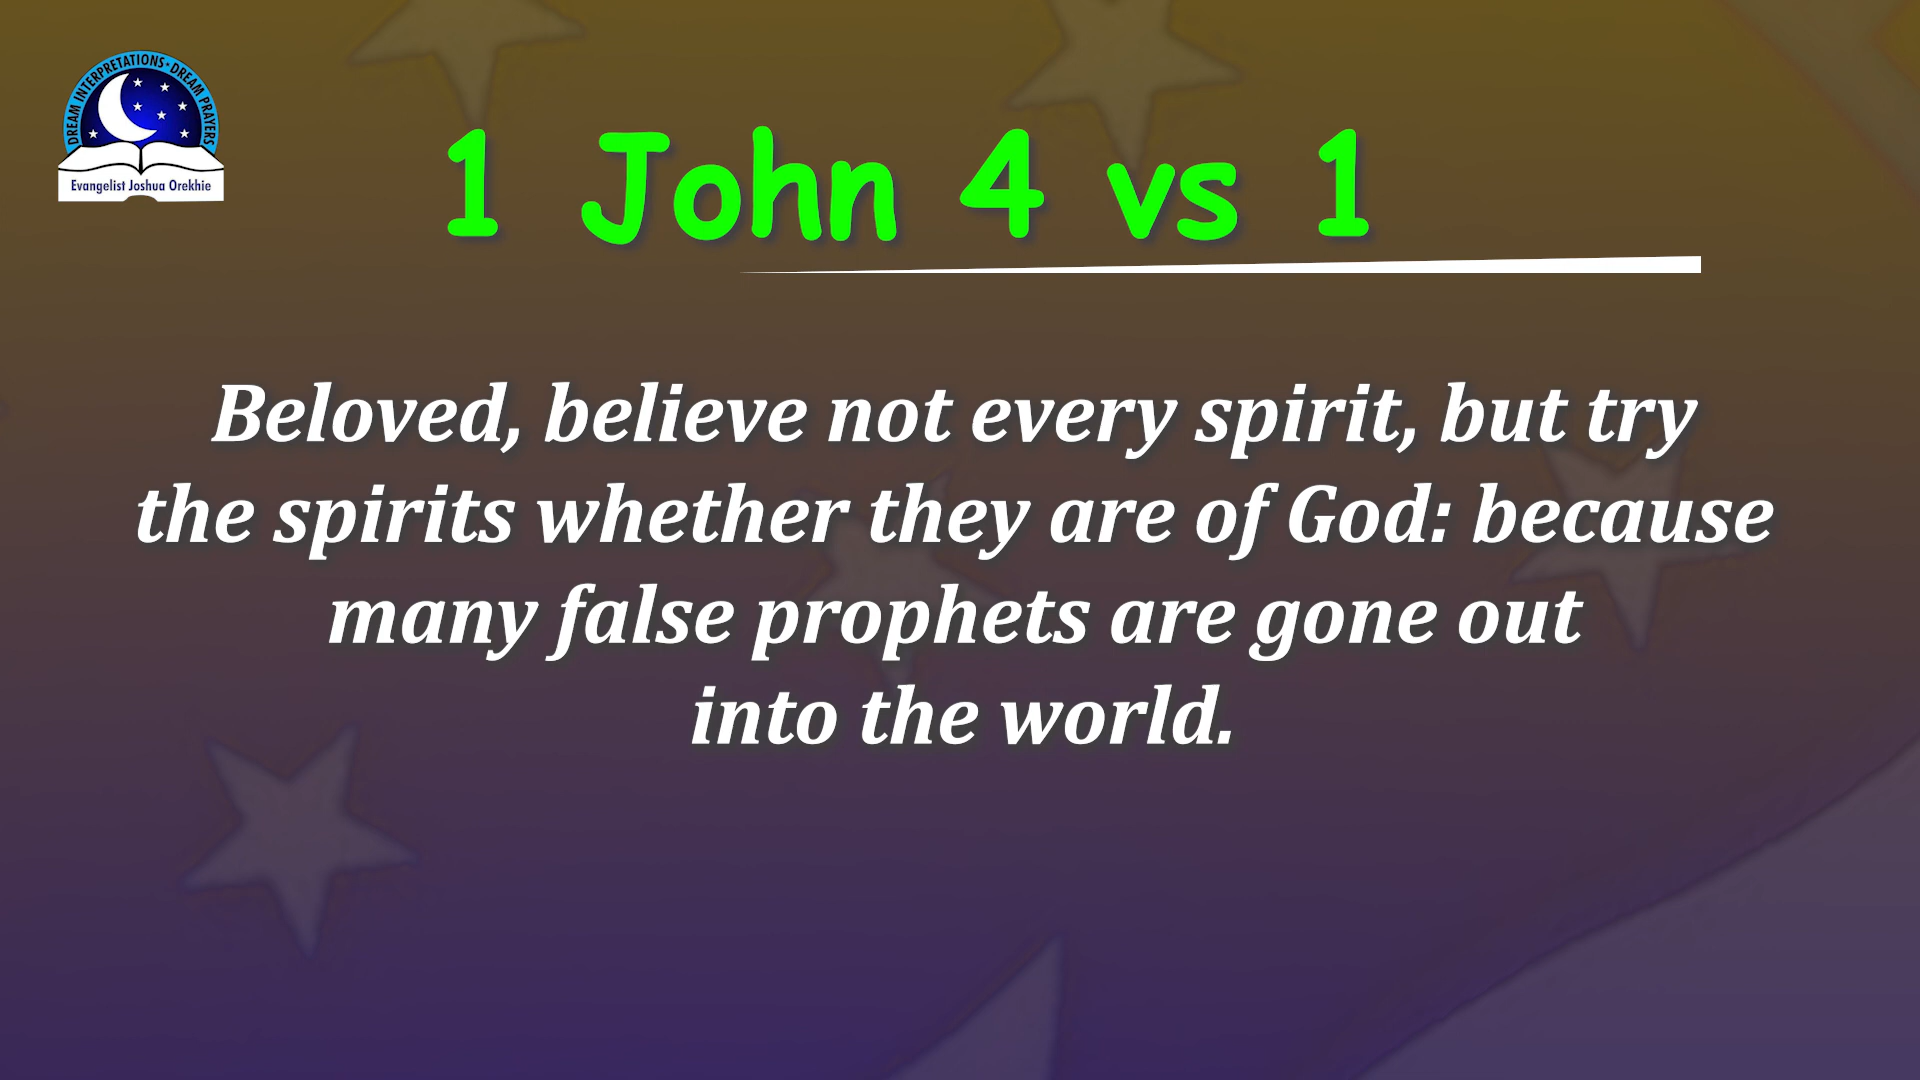 DREAM INTERPRETATIONS • DREAM PRAYERS
Evangelist Joshua Orekhie
1 John 4 vs 1
Beloved, believe not every spirit, but try
the spirits whether they are of God: because
many false prophets are gone out
into the world.